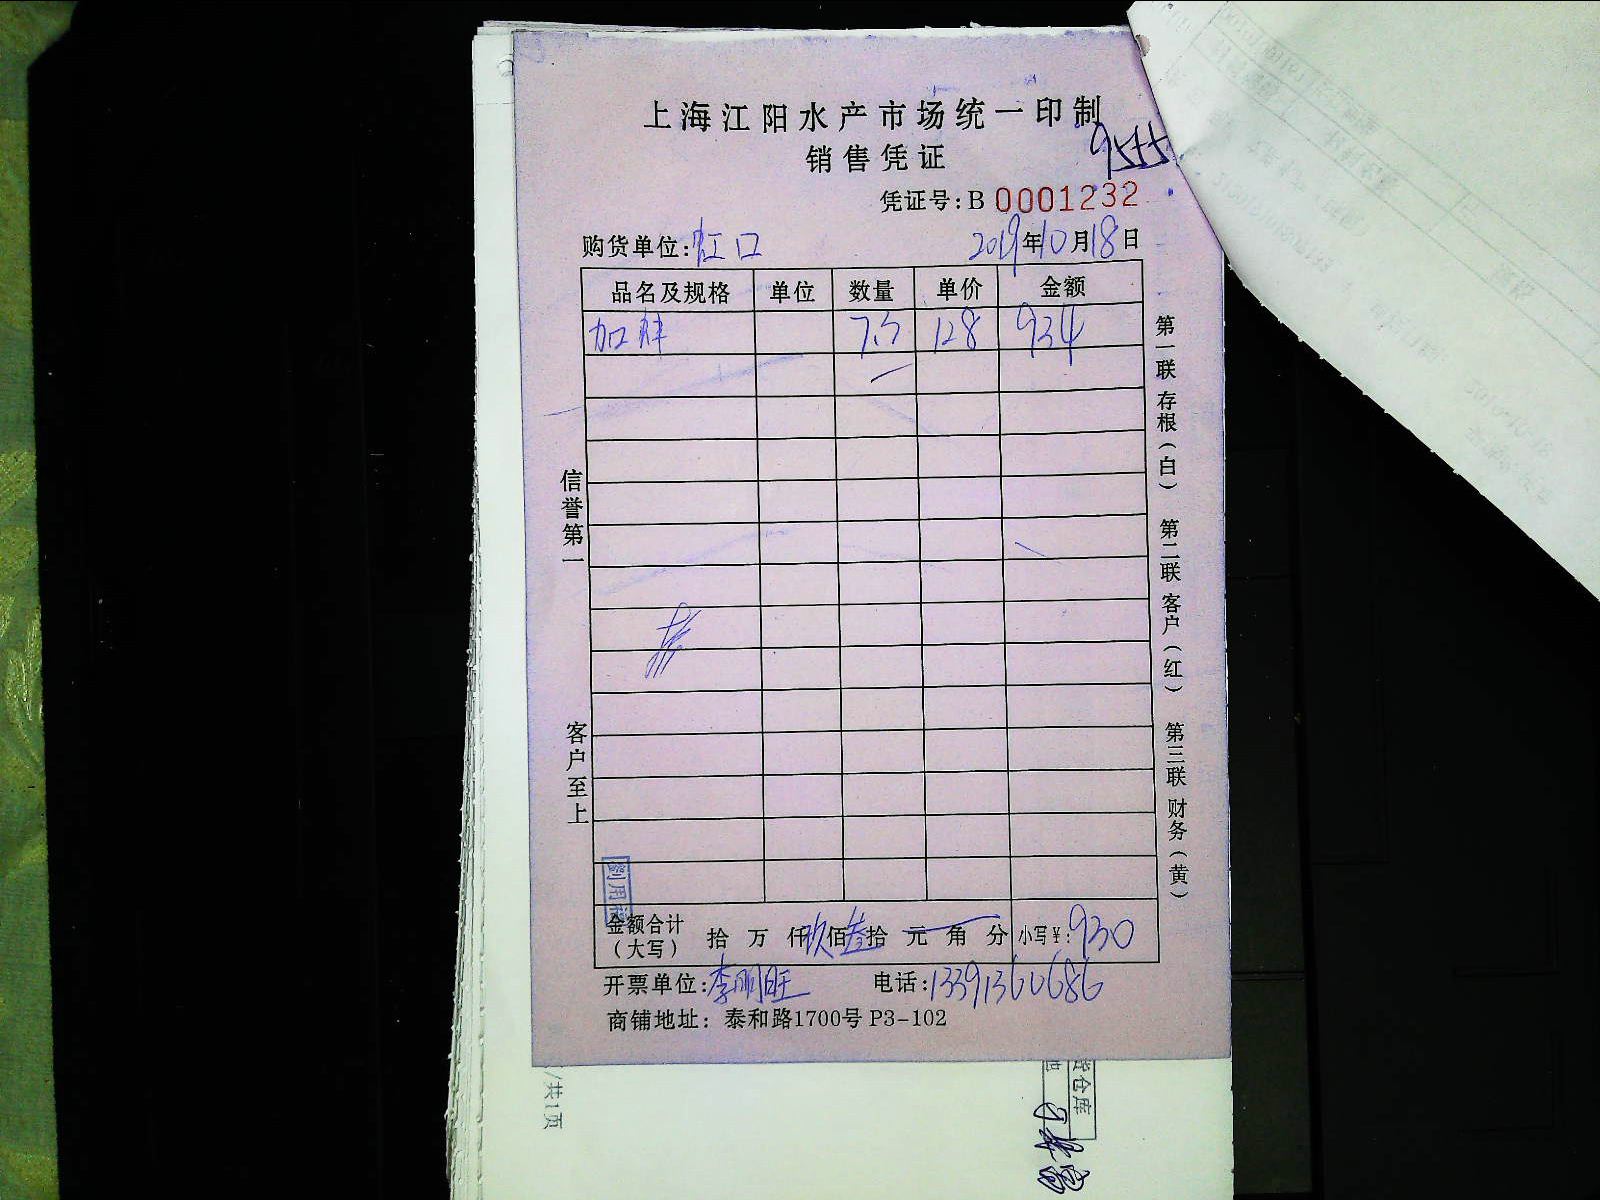 上海江阳水产市场统一印制
销售凭证
9555
凭证号:B 0001232
购货单位:虹口 2019年10月18日
品名及规格 单位 数量 单价 金额
加 7.3 128 934
信誉第一
客户至上
第一联 存根(白) 第二联 客户(红) 第三联 财务(黄)
金额合计(大写) 拾 万 仟 玖佰 叁拾 元 角 分 小写¥:930
开票单位:李明旺 电话:13391360686
商铺地址: 泰和路1700号 P3-102
/共1页
仓库